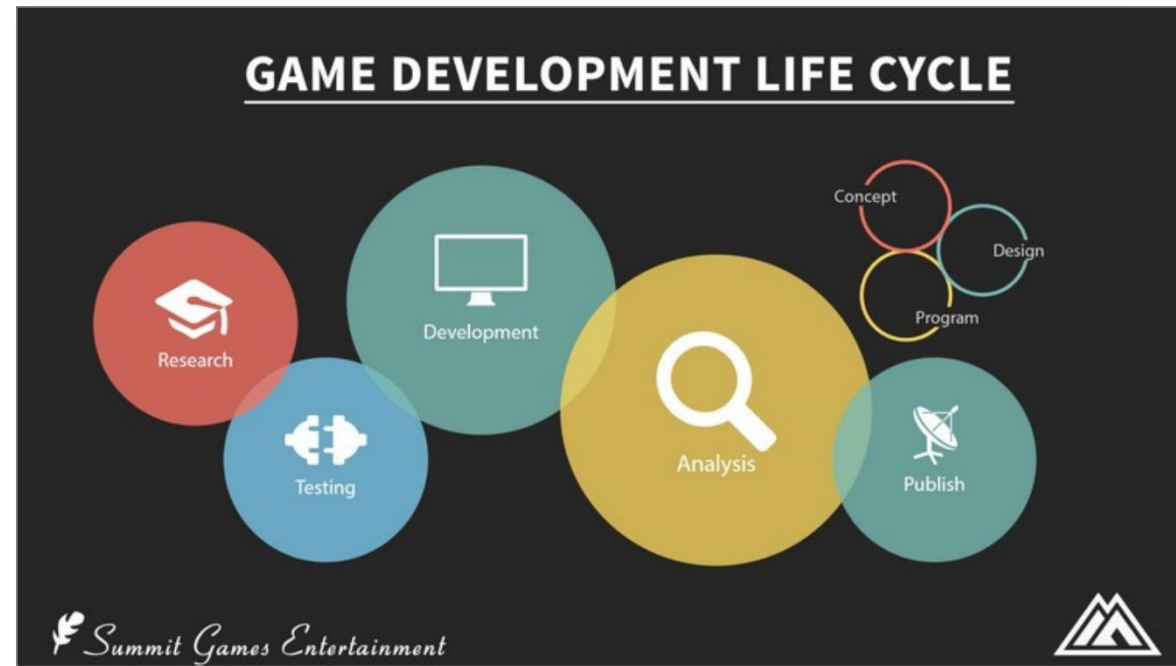 GAME DEVELOPMENT LIFE CYCLE
Research
Testing
Development
Analysis
Publish
Concept
Design
Program
Summit Games Entertainment